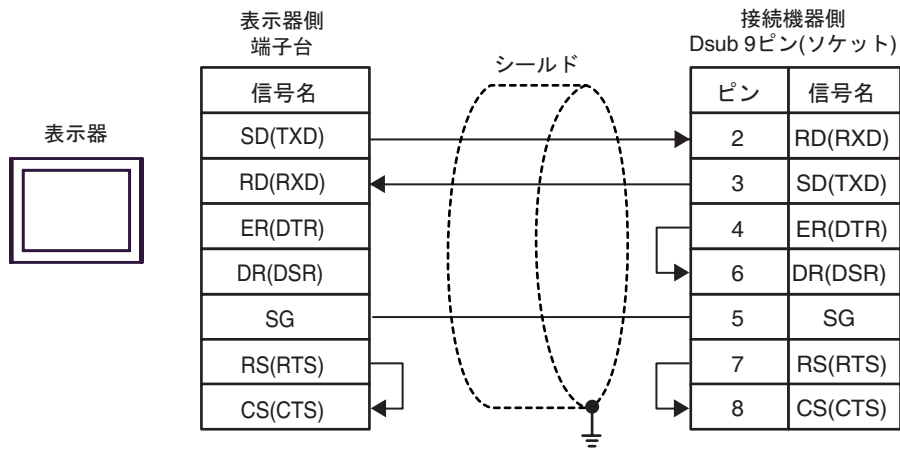 表示器側
端子台
接続機器側
Dsub 9ピン(ソケット)
シールド
表示器
信号名
ピン 信号名
SD(TXD)
2 RD(RXD)
RD(RXD)
3 SD(TXD)
ER(DTR)
4 ER(DTR)
DR(DSR)
6 DR(DSR)
SG
5 SG
RS(RTS)
7 RS(RTS)
CS(CTS)
8 CS(CTS)